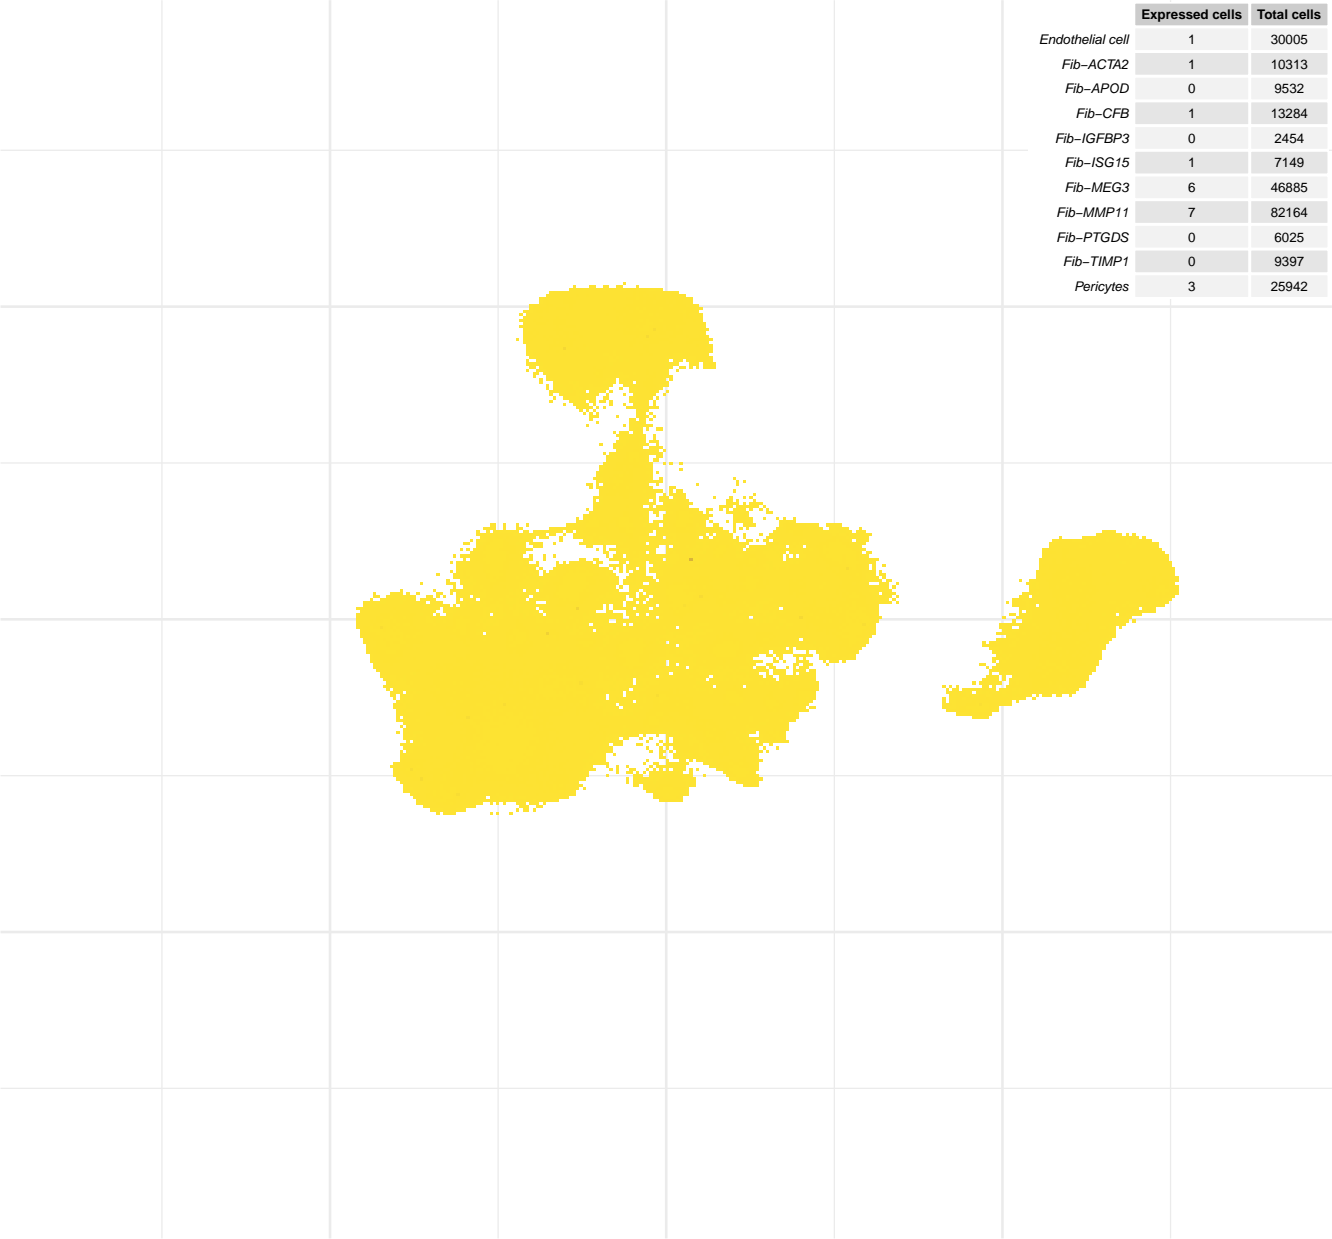 Expressed cells Total cells
Endothelial cell 1 30005
Fib−ACTA2 1 10313
Fib−APOD 0 9532
Fib−CFB 1 13284
Fib−IGFBP3 0 2454
Fib−ISG15 1 7149
Fib−MEG3 6 46885
Fib−MMP11 7 82164
Fib−PTGDS 0 6025
Fib−TIMP1 0 9397
Pericytes 3 25942